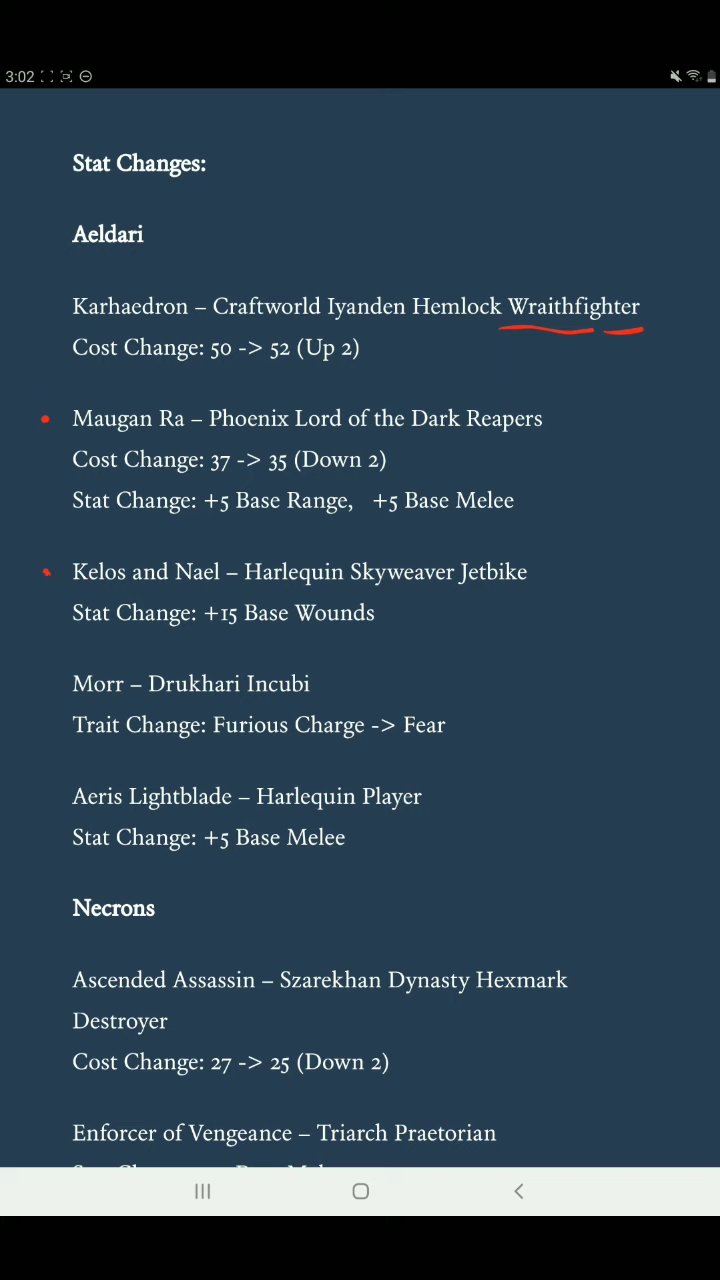 3:02
Stat Changes:
Aeldari
Karhaedron – Craftworld Iyanden Hemlock Wraithfighter
Cost Change: 50 -> 52 (Up 2)
Maugan Ra – Phoenix Lord of the Dark Reapers
Cost Change: 37 -> 35 (Down 2)
Stat Change: +5 Base Range, +5 Base Melee
Kelos and Nael – Harlequin Skyweaver Jetbike
Stat Change: +15 Base Wounds
Morr – Drukhari Incubi
Trait Change: Furious Charge -> Fear
Aeris Lightblade – Harlequin Player
Stat Change: +5 Base Melee
Necrons
Ascended Assassin – Szarekhan Dynasty Hexmark
Destroyer
Cost Change: 27 -> 25 (Down 2)
Enforcer of Vengeance – Triarch Praetorian